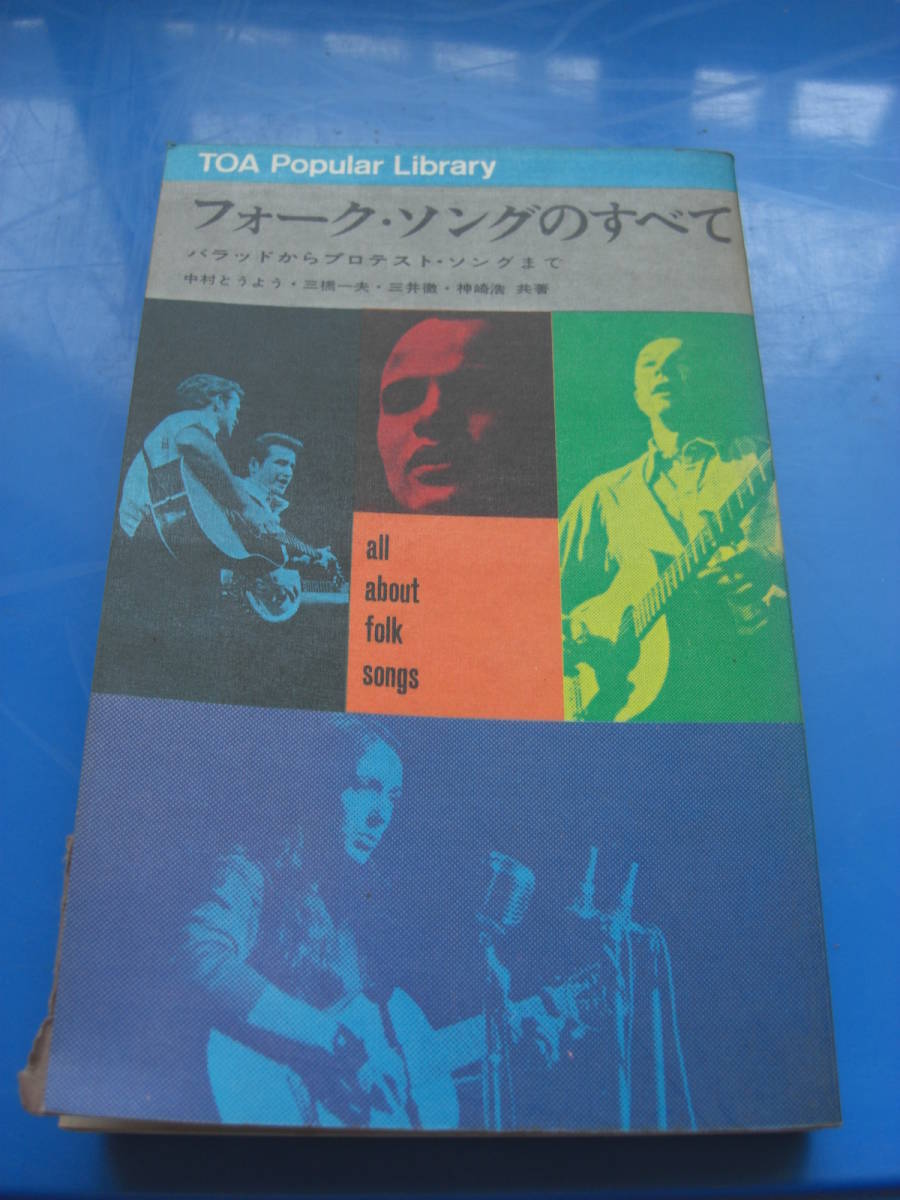 TOA Popular Library
フォーク・ソングのすべて
バラッドからプロテスト・ソングまで
中村とうよう・三橋一夫・三井徹・神崎浩 共著
all
about
folk
songs